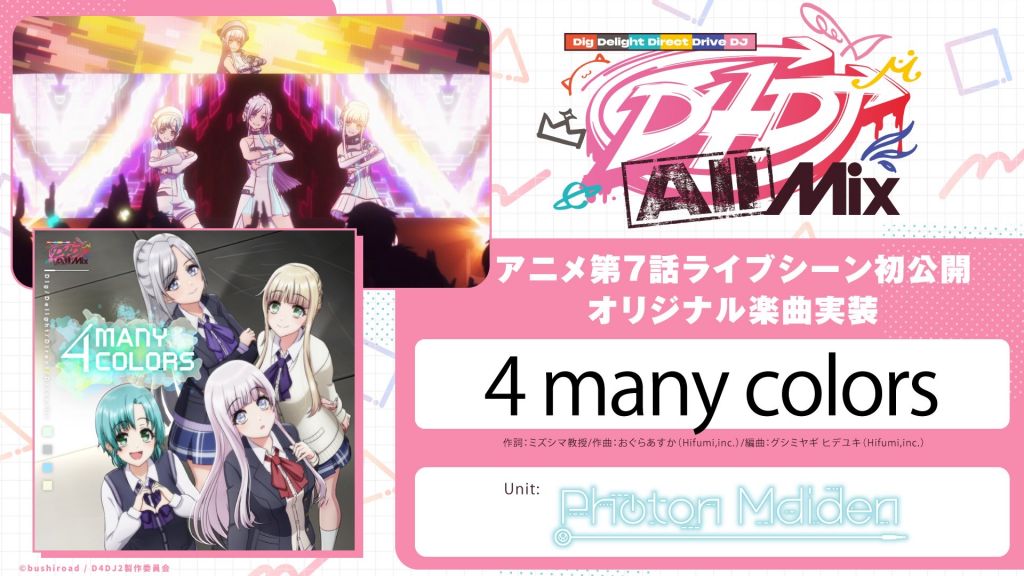 Dig Delight Direct Drive DJ
D4DJ
All Mix
アニメ第7話ライブシーン初公開
オリジナル楽曲実装
4 many colors
作詞:ミズシマ教授/作曲:おぐらあすか(Hifumi,inc.)/編曲:グシミヤギ ヒデユキ(Hifumi,inc.)
Unit:
Photon Maiden
D4DJ
All Mix
4 MANY
COLORS
©bushiroad / D4DJ2製作委員会